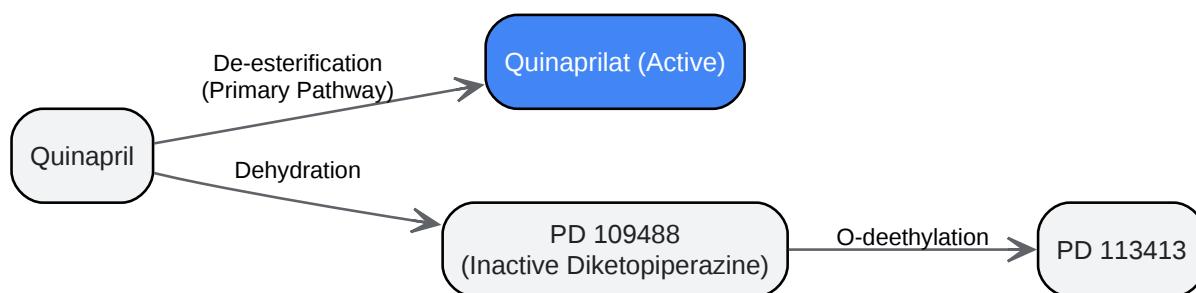 De-esterification
(Primary Pathway)
Quinaprilat (Active)
Quinapril
Dehydration
PD 109488
(Inactive Diketopiperazine)
O-deethylation
PD 113413